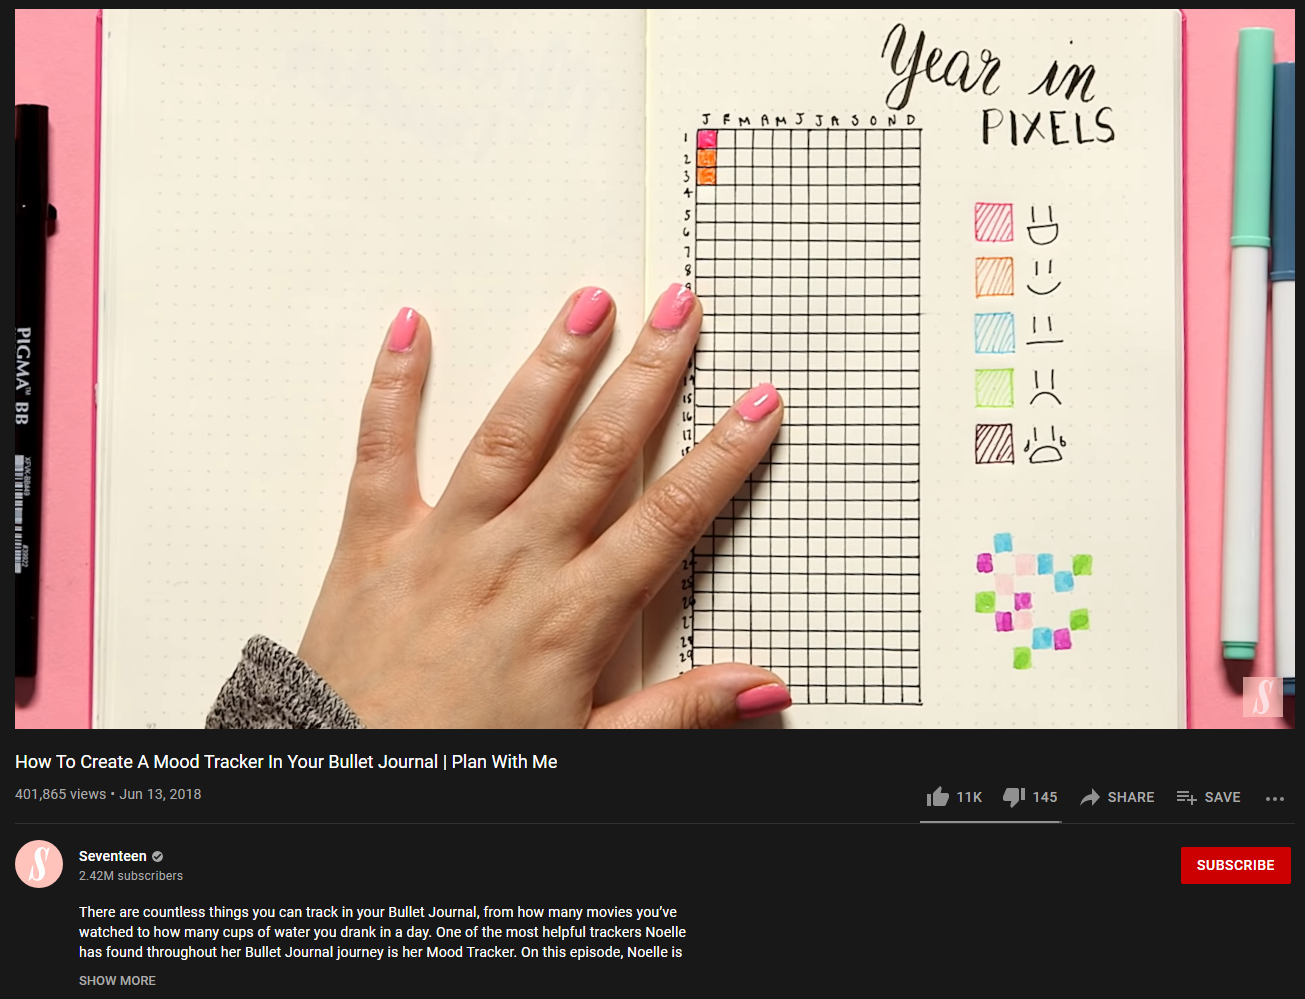 Year in
PIXELS
J F M A M J J A S O N D
1
2
3
4
5
6
7
8
9
14
15
16
17
24
25
26
27
28
29
PIGMA™ BB
S
How To Create A Mood Tracker In Your Bullet Journal | Plan With Me
401,865 views • Jun 13, 2018
11K 145 SHARE SAVE
S
Seventeen
2.42M subscribers
SUBSCRIBE
There are countless things you can track in your Bullet Journal, from how many movies you’ve
watched to how many cups of water you drank in a day. One of the most helpful trackers Noelle
has found throughout her Bullet Journal journey is her Mood Tracker. On this episode, Noelle is
SHOW MORE